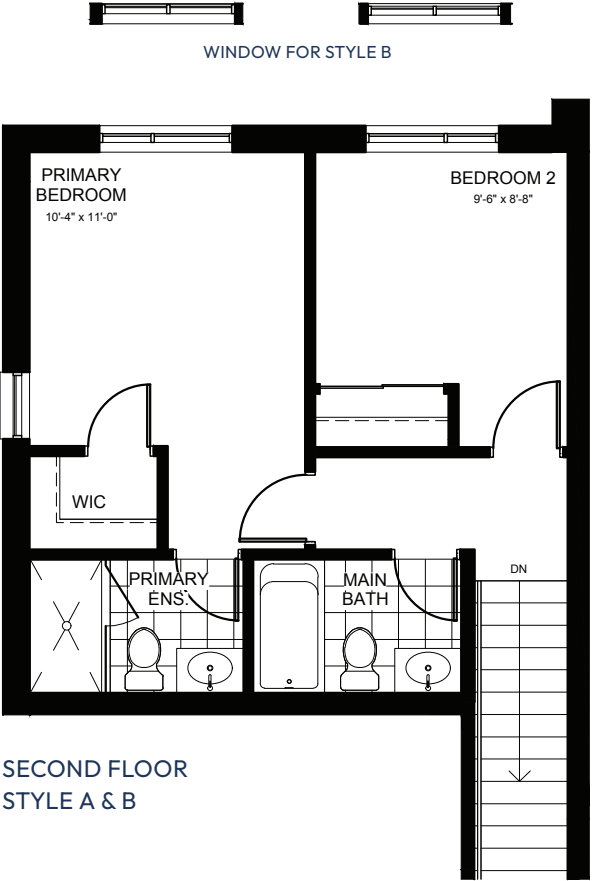 WINDOW FOR STYLE B
PRIMARY
BEDROOM
10'-4" x 11'-0"
BEDROOM 2
9'-6" x 8'-8"
WIC
PRIMARY
ENS.
MAIN
BATH
DN
SECOND FLOOR
STYLE A & B